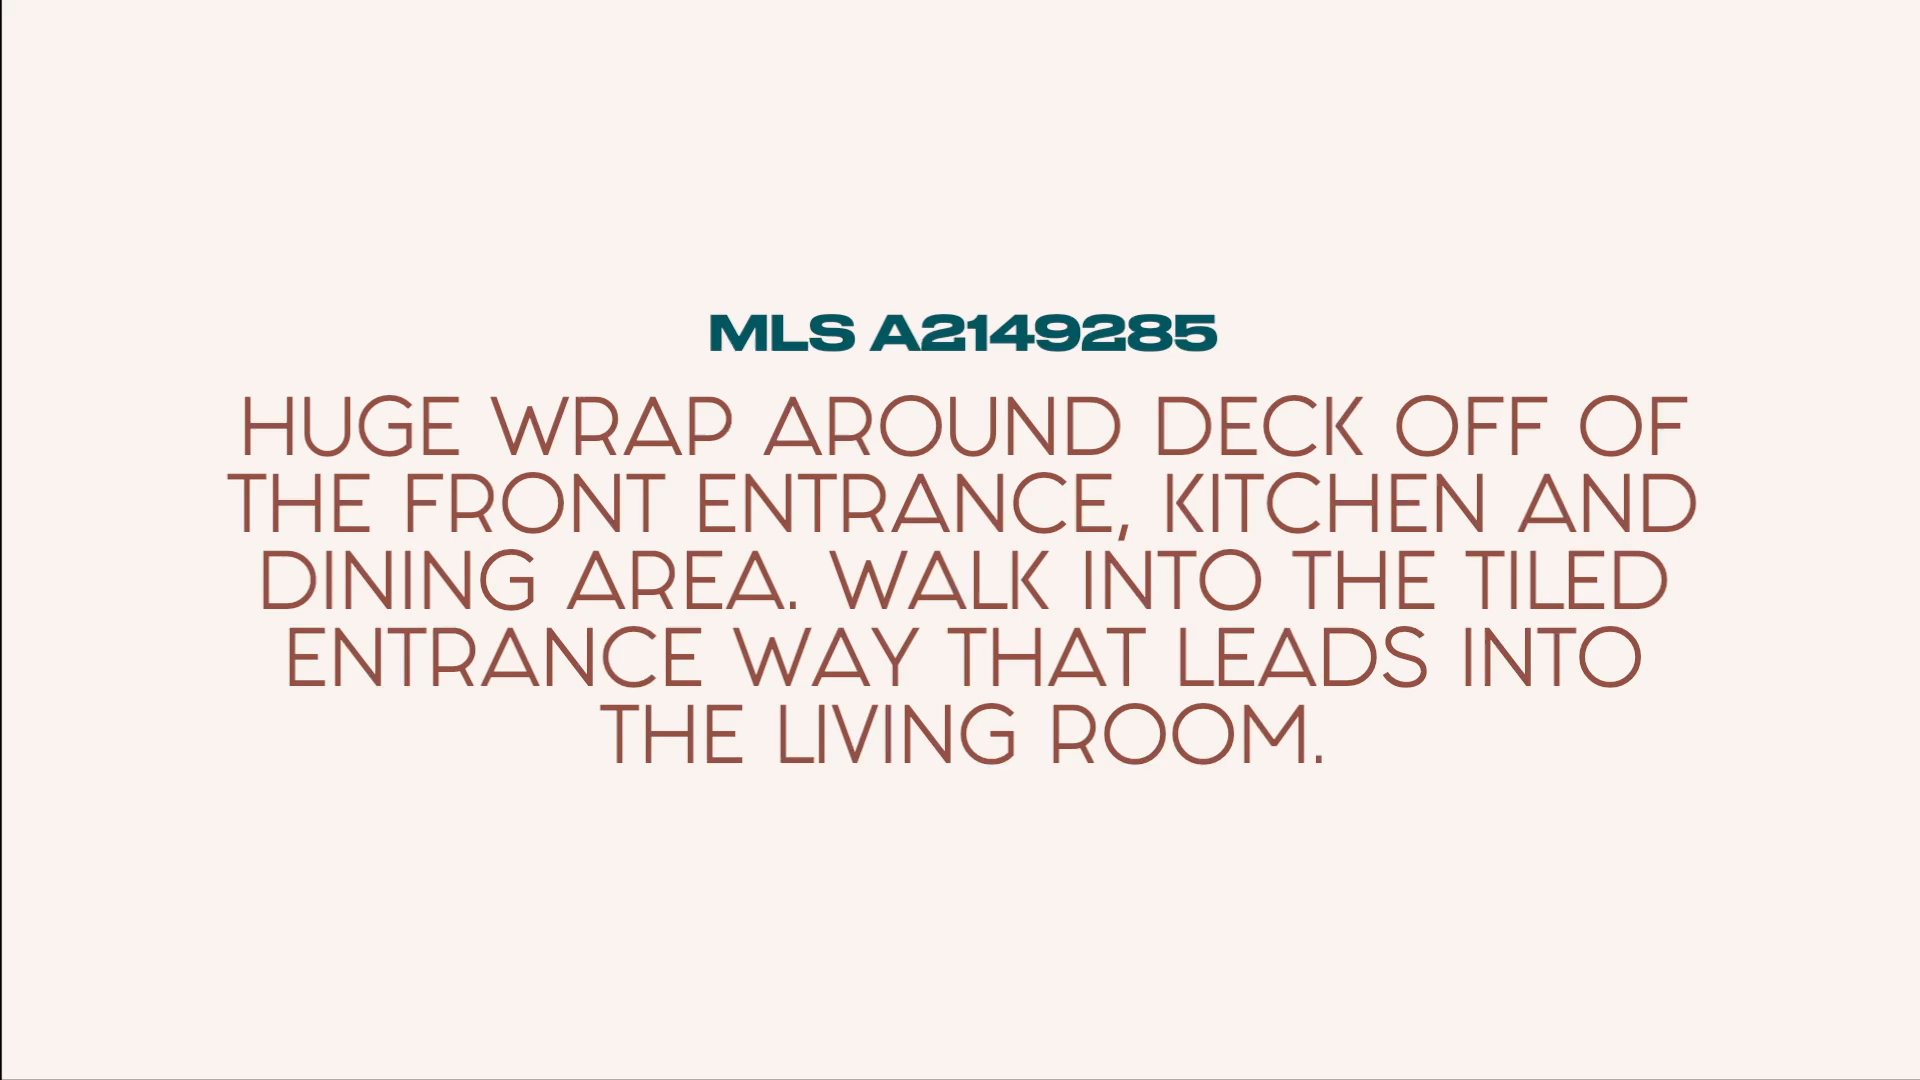 MLS A2149285
HUGE WRAP AROUND DECK OFF OF
THE FRONT ENTRANCE, KITCHEN AND
DINING AREA. WALK INTO THE TILED
ENTRANCE WAY THAT LEADS INTO
THE LIVING ROOM.